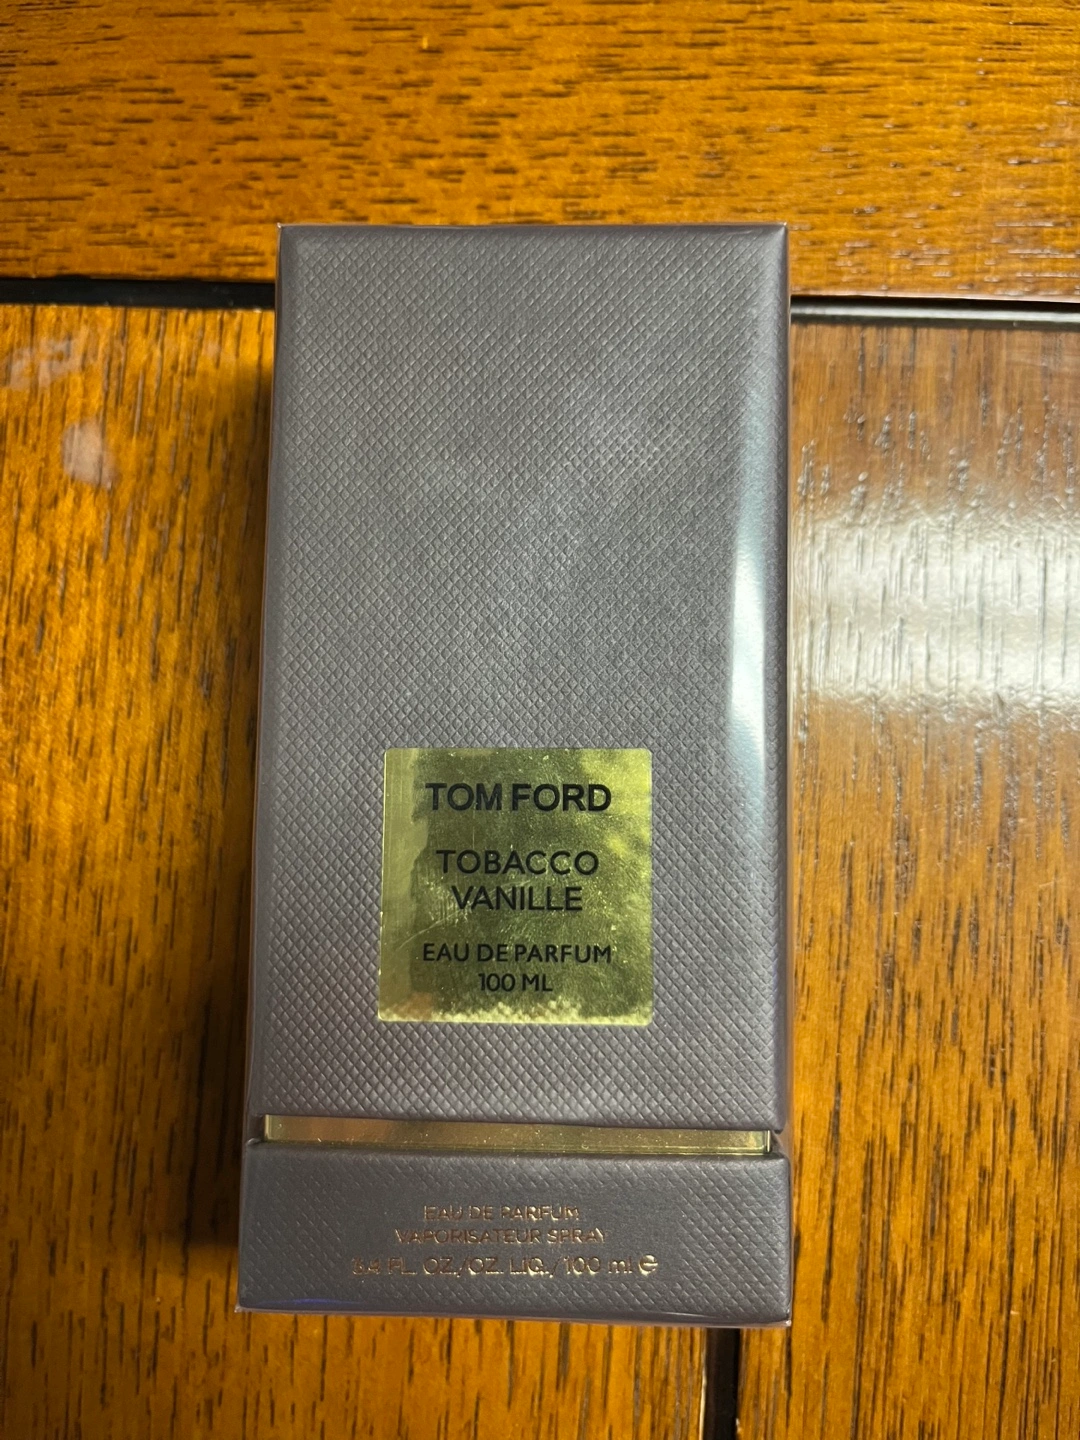 TOM FORD
TOBACCO
VANILLE
EAU DE PARFUM
100 ML
EAU DE PARFUM
VAPORISATEUR SPRAY
3.4 FL. OZ./OZ. LIQ./100 ml e